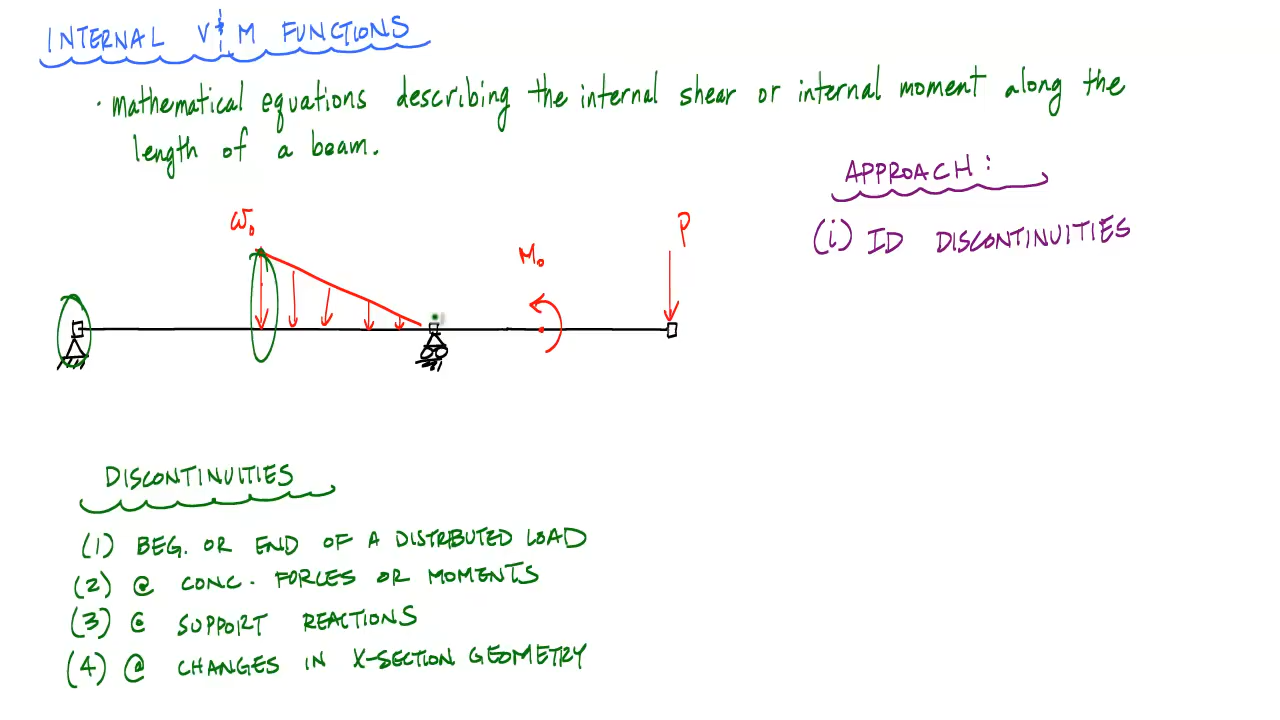 INTERNAL V & M FUNCTIONS
· mathematical equations describing the internal shear or internal moment along the
length of a beam.
APPROACH:
(i) ID DISCONTINUITIES
W₀
M₀
P
DISCONTINUITIES
(1) BEG. OR END OF A DISTRIBUTED LOAD
(2) @ CONC. FORCES OR MOMENTS
(3) @ SUPPORT REACTIONS
(4) @ CHANGES IN X-SECTION GEOMETRY